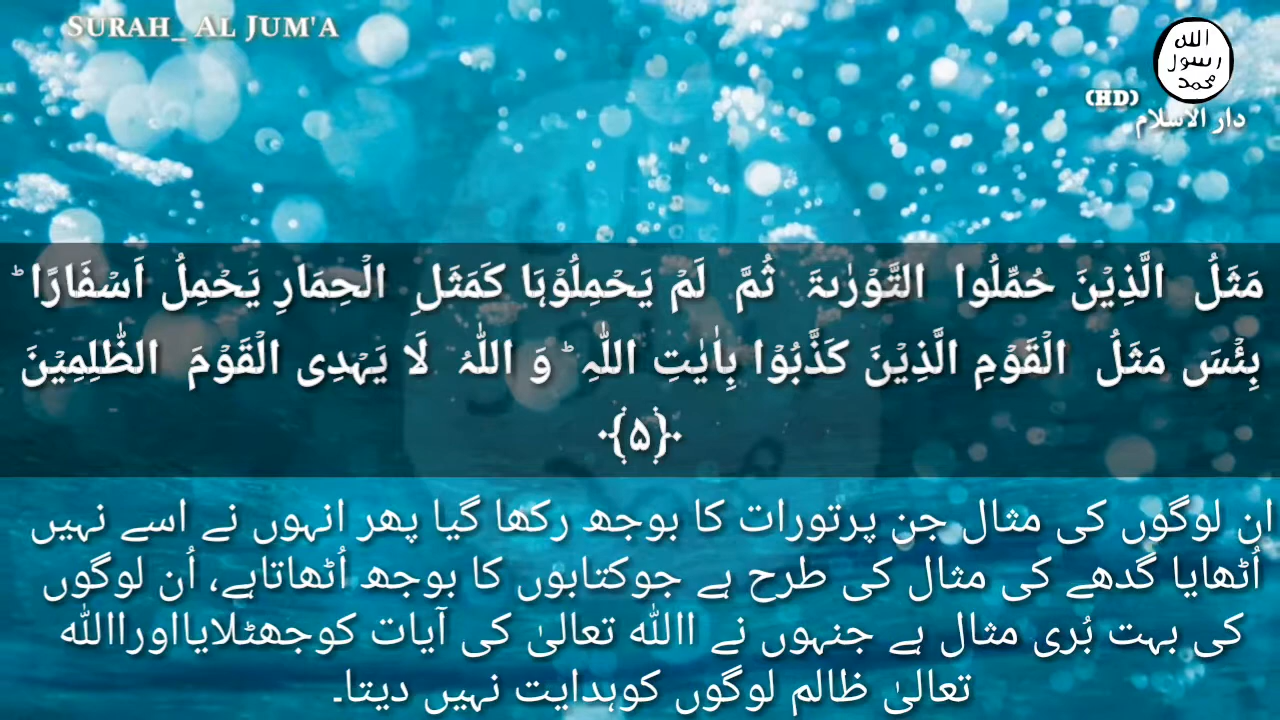 SURAH_ AL JUM'A
الله
رسول
محمد
(HD)
دار الاسلام
مَثَلُ الَّذِیۡنَ حُمِّلُوا التَّوۡرٰىۃَ ثُمَّ لَمۡ یَحۡمِلُوۡہَا کَمَثَلِ الۡحِمَارِ یَحۡمِلُ اَسۡفَارًا ؕ
بِئۡسَ مَثَلُ الۡقَوۡمِ الَّذِیۡنَ کَذَّبُوۡا بِاٰیٰتِ اللّٰہِ ؕ وَ اللّٰہُ لَا یَہۡدِی الۡقَوۡمَ الظّٰلِمِیۡنَ
﴿۵﴾
ان لوگوں کی مثال جن پرتورات کا بوجھ رکھا گیا پھر انہوں نے اسے نہیں
اُٹھایا گدھے کی مثال کی طرح ہے جوکتابوں کا بوجھ اُٹھاتاہے، اُن لوگوں
کی بہت بُری مثال ہے جنہوں نے اﷲ تعالیٰ کی آیات کوجھٹلایااوراﷲ
تعالیٰ ظالم لوگوں کوہدایت نہیں دیتا۔